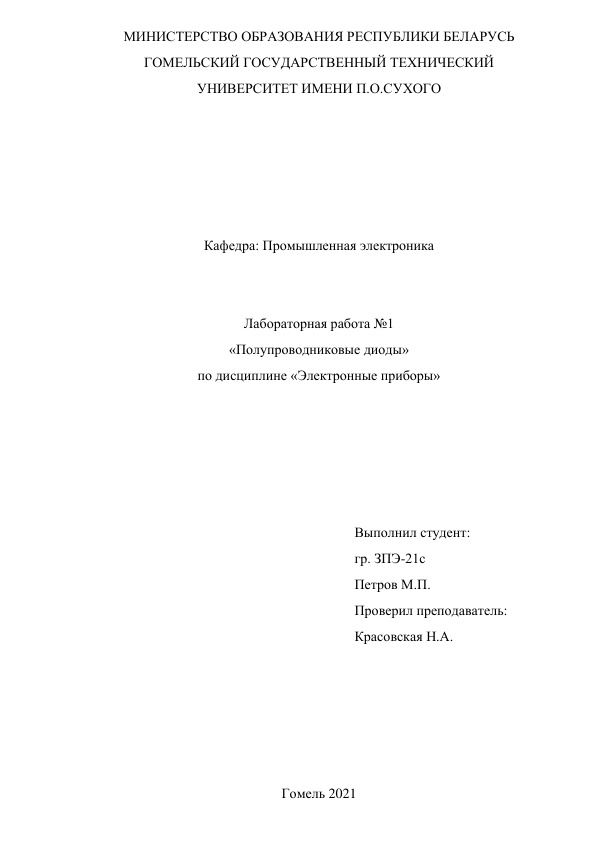 МИНИСТЕРСТВО ОБРАЗОВАНИЯ РЕСПУБЛИКИ БЕЛАРУСЬ
ГОМЕЛЬСКИЙ ГОСУДАРСТВЕННЫЙ ТЕХНИЧЕСКИЙ
УНИВЕРСИТЕТ ИМЕНИ П.О.СУХОГО
Кафедра: Промышленная электроника
Лабораторная работа №1
«Полупроводниковые диоды»
по дисциплине «Электронные приборы»
Выполнил студент:
гр. ЗПЭ-21с
Петров М.П.
Проверил преподаватель:
Красовская Н.А.
Гомель 2021